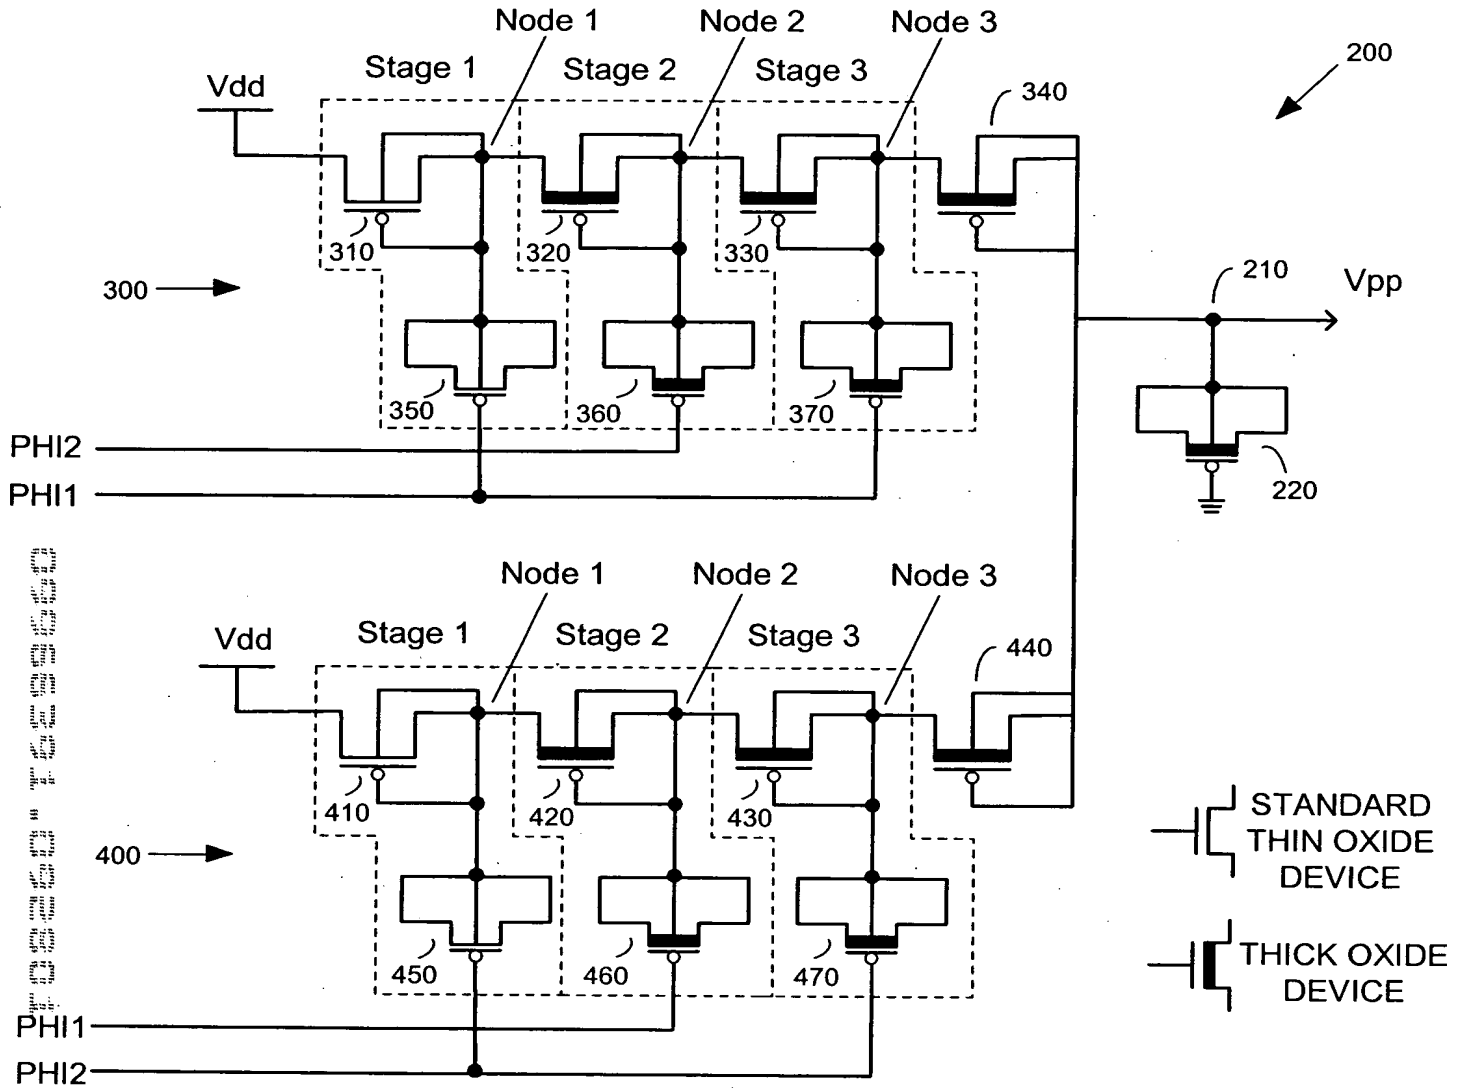 Node 1
Node 2
Node 3
200
Stage 1
Stage 2
Stage 3
Vdd
340
310
320
330
300
210
Vpp
350
360
370
PHI2
PHI1
220
Node 1
Node 2
Node 3
Vdd
Stage 1
Stage 2
Stage 3
440
410
420
430
400
STANDARD
THIN OXIDE
DEVICE
450
460
470
THICK OXIDE
DEVICE
PHI1
PHI2